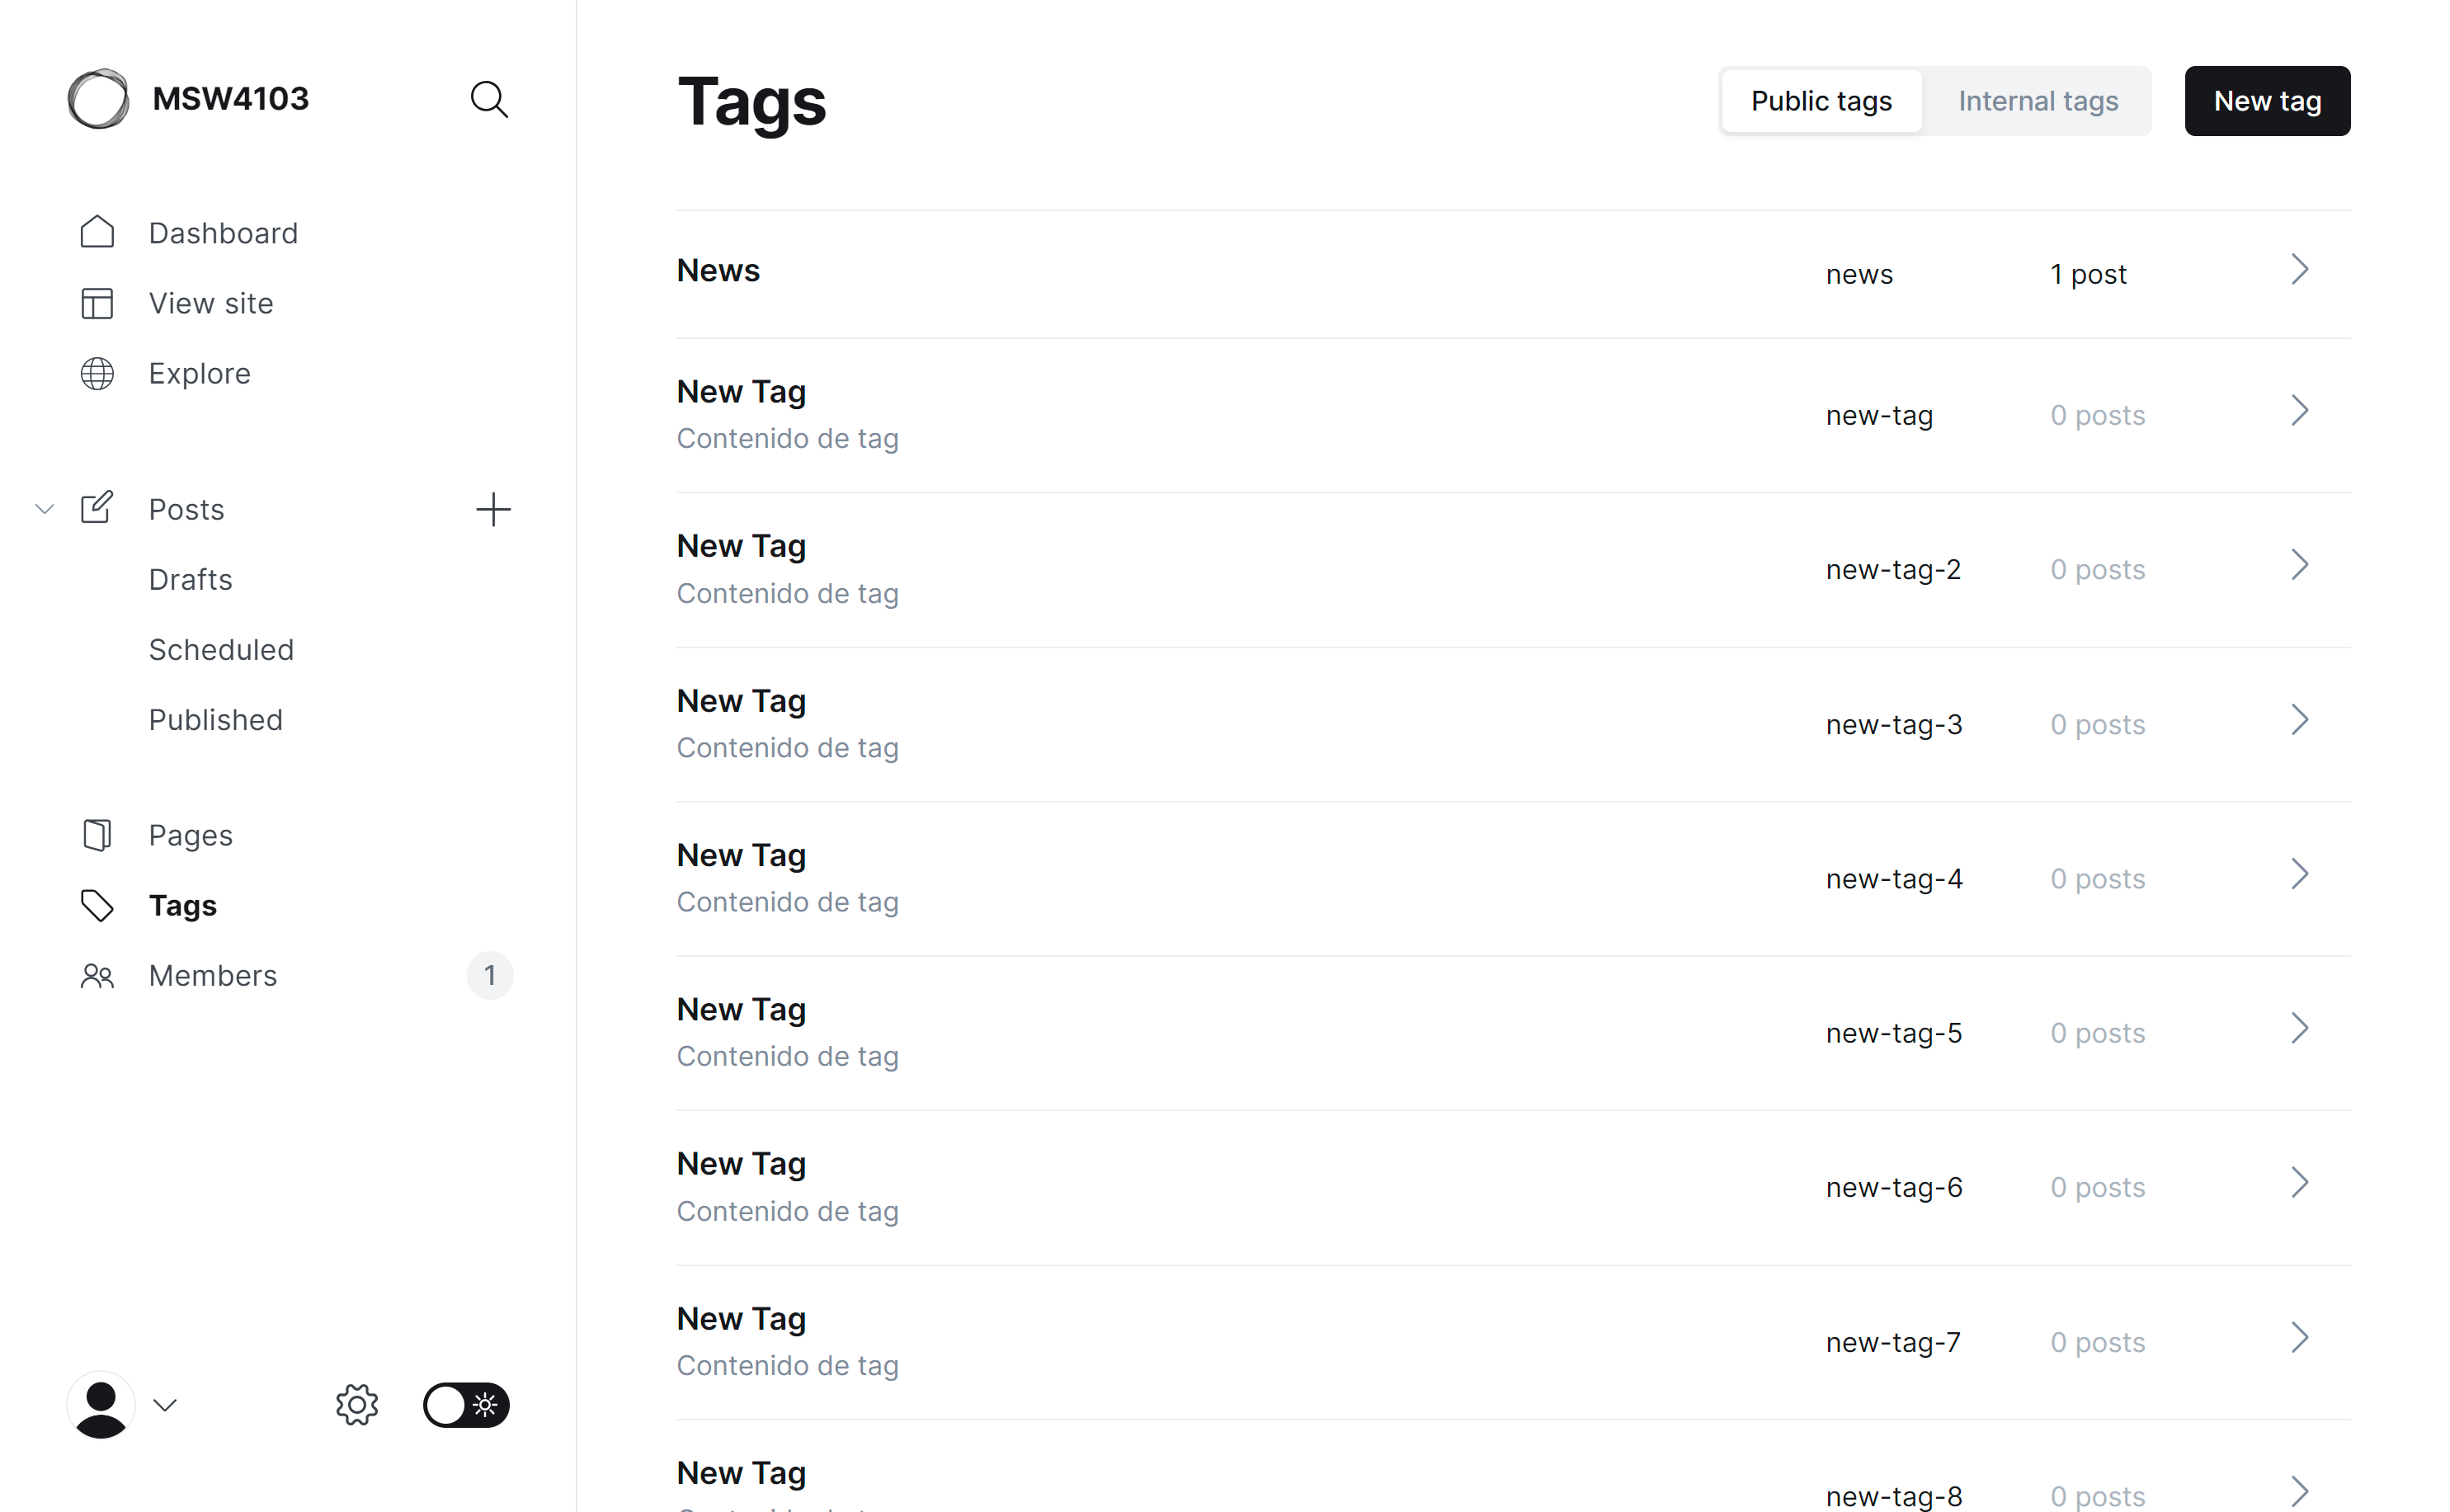 MSW4103
Dashboard
View site
Explore
Posts
Drafts
Scheduled
Published
Pages
Tags
Members 1
Tags
Public tags Internal tags New tag
News news 1 post
New Tag
Contenido de tag
new-tag 0 posts
New Tag
Contenido de tag
new-tag-2 0 posts
New Tag
Contenido de tag
new-tag-3 0 posts
New Tag
Contenido de tag
new-tag-4 0 posts
New Tag
Contenido de tag
new-tag-5 0 posts
New Tag
Contenido de tag
new-tag-6 0 posts
New Tag
Contenido de tag
new-tag-7 0 posts
New Tag
new-tag-8 0 posts